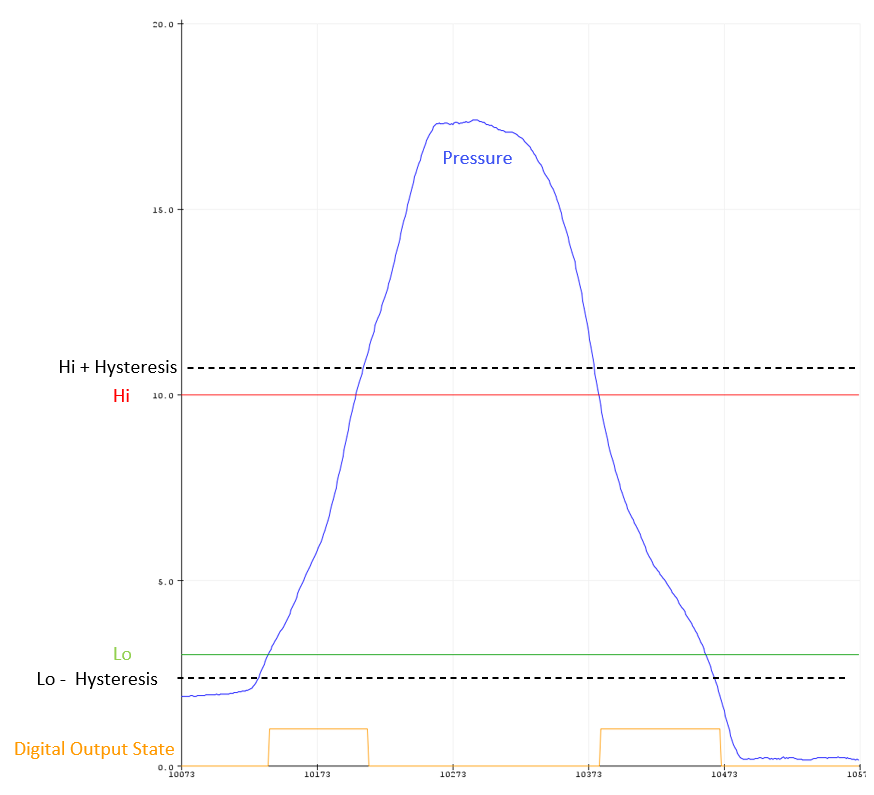 20.0
Pressure
15.0
Hi + Hysteresis
Hi
10.0
5.0
Lo
Lo - Hysteresis
Digital Output State
0.0
10073
10173
10273
10373
10473